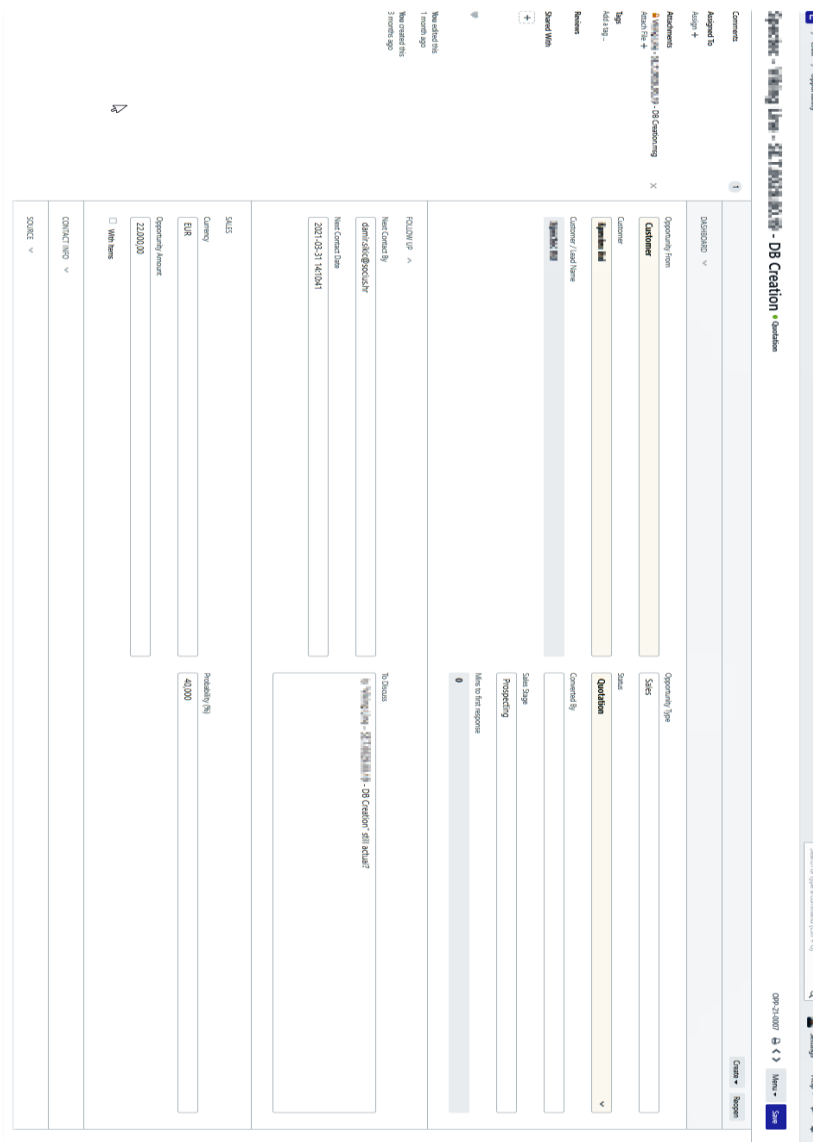 - DB Creation
Quotation
OPP-21-0007
Menu
Save
Comments
1
Create
Reopen
Assigned To
Assign +
Attachments
- DB Creation.msg
Attach File +
Tags
Add a tag ...
Reviews
Shared With
+
You edited this
1 month ago
You created this
3 months ago
DASHBOARD
Opportunity From
Customer
Opportunity Type
Sales
Customer
Status
Quotation
Customer / Lead Name
Converted By
Sales Stage
Prospecting
Mins to first response
0
FOLLOW UP
Next Contact By
damir.sikic@socius.hr
Next Contact Date
2021-03-31 14:10:41
To Discuss
- DB Creation" still actual?
SALES
Currency
EUR
Probability (%)
40,000
Opportunity Amount
22.000,00
With Items
CONTACT INFO
SOURCE